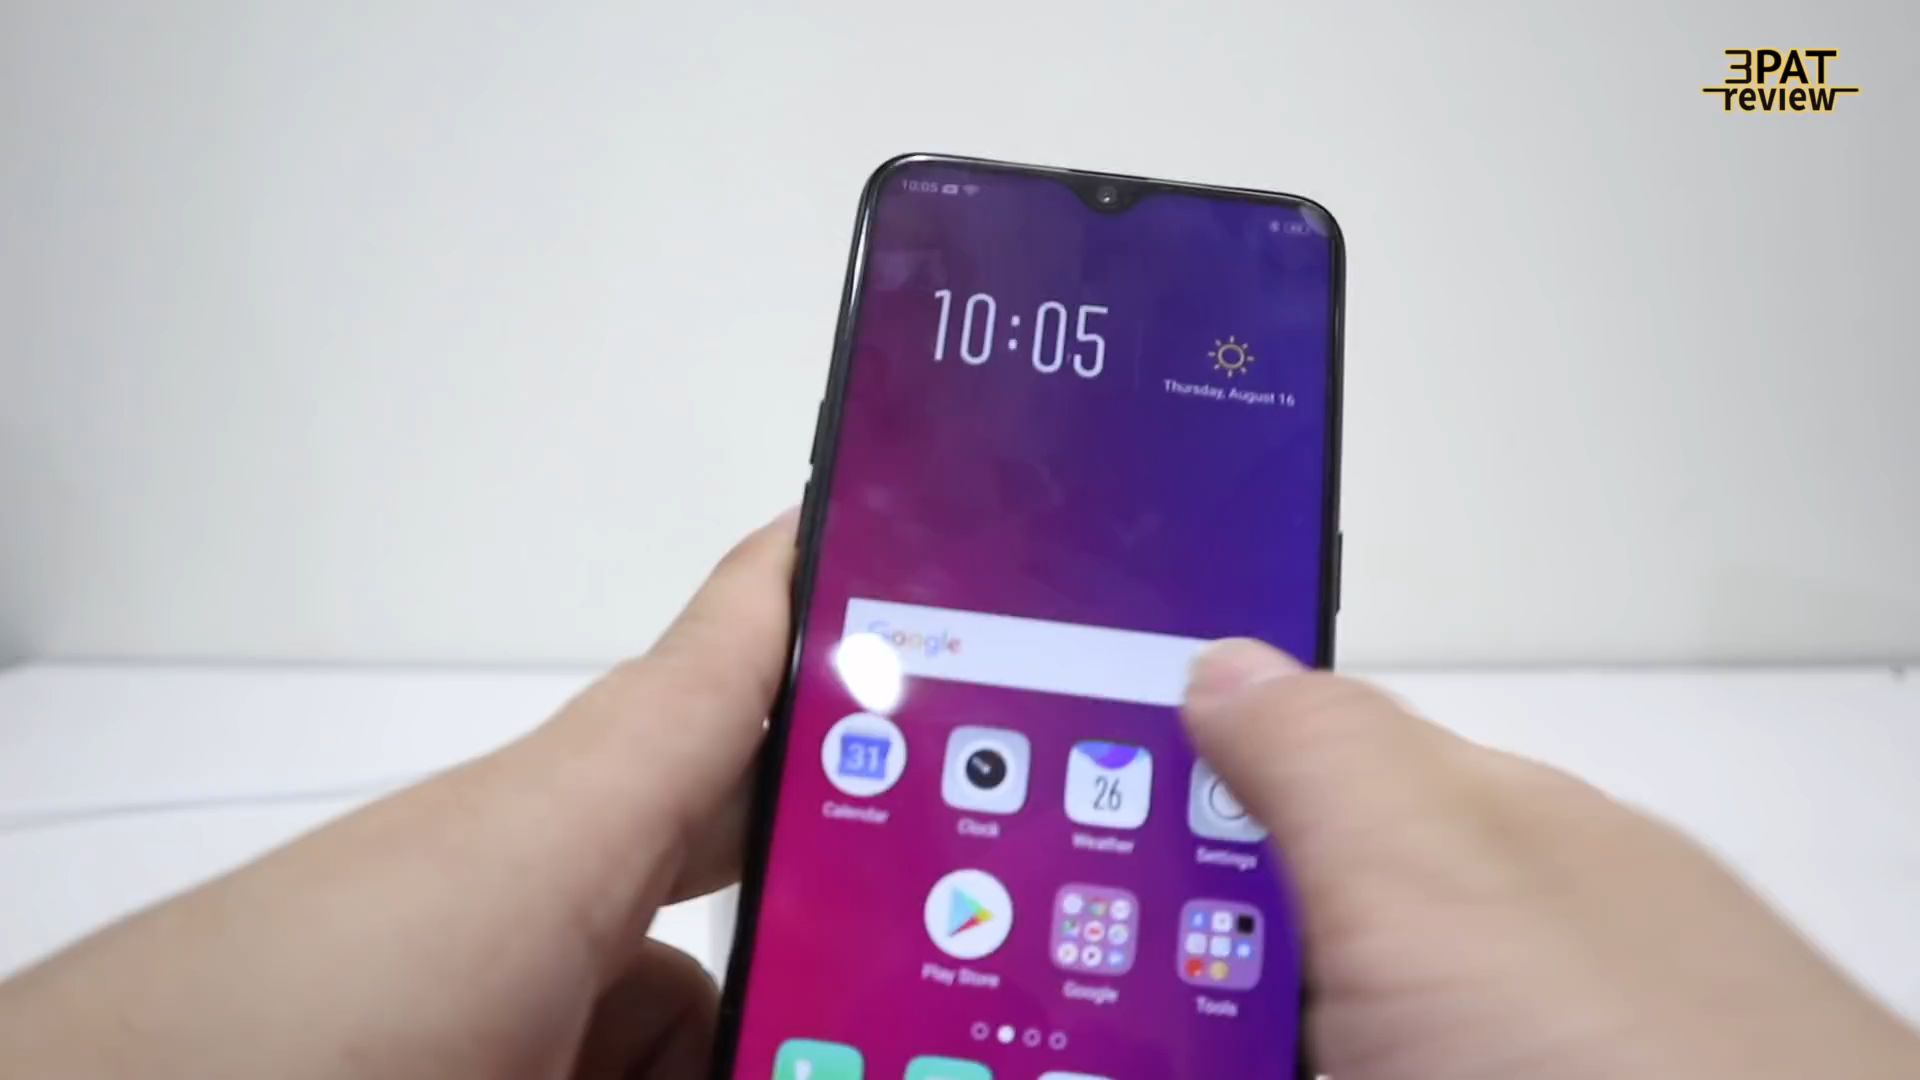 3PAT
review
10:05
10:05
Thursday, August 16
Google
31
26
Calendar
Clock
Weather
Settings
Play Store
Google
Tools